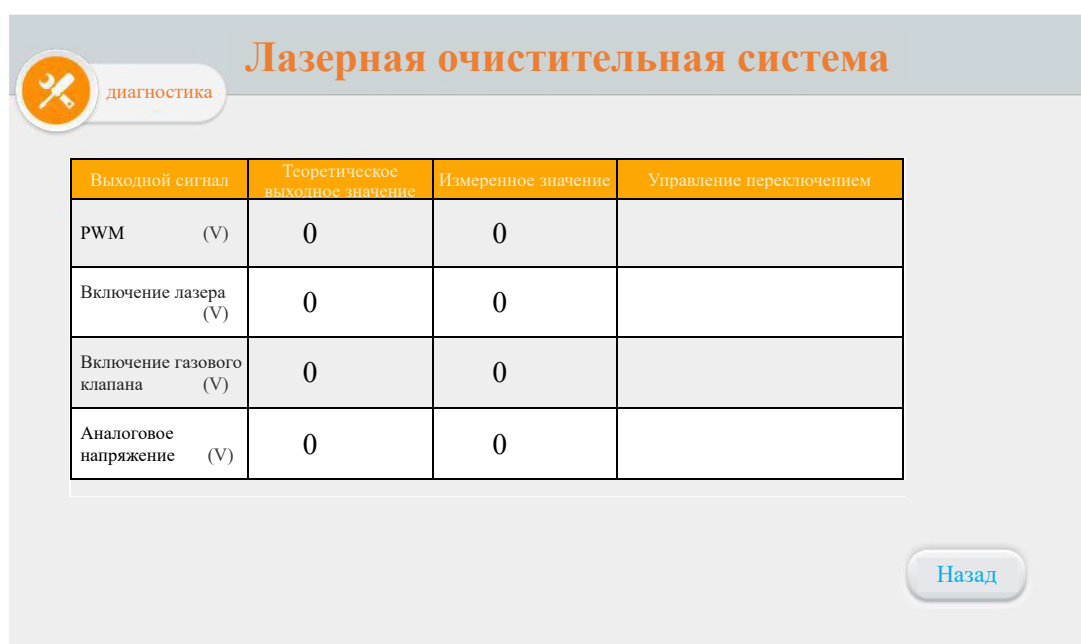 Лазерная очистительная система
диагностика
Выходной сигнал
Теоретическое
выходное значение
Измеренное значение
Управление переключением
PWM (V)
0
0
Включение лазера
(V)
0
0
Включение газового
клапана (V)
0
0
Аналоговое
напряжение (V)
0
0
Назад